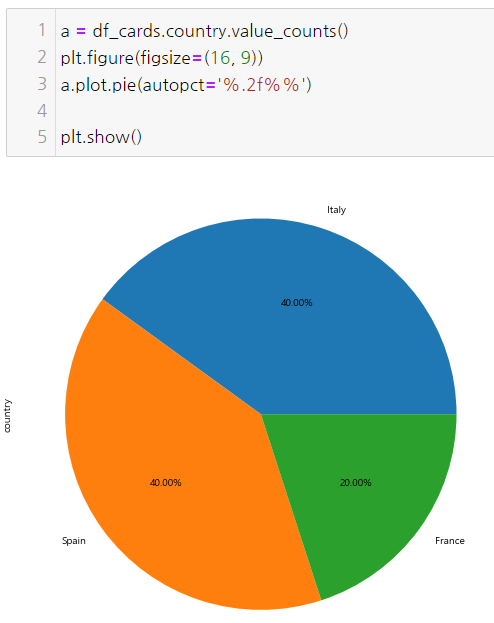 1 a = df_cards.country.value_counts()
2 plt.figure(figsize=(16, 9))
3 a.plot.pie(autopct='%.2f%%')
4
5 plt.show()
Italy
40.00%
country
40.00%
20.00%
Spain
France